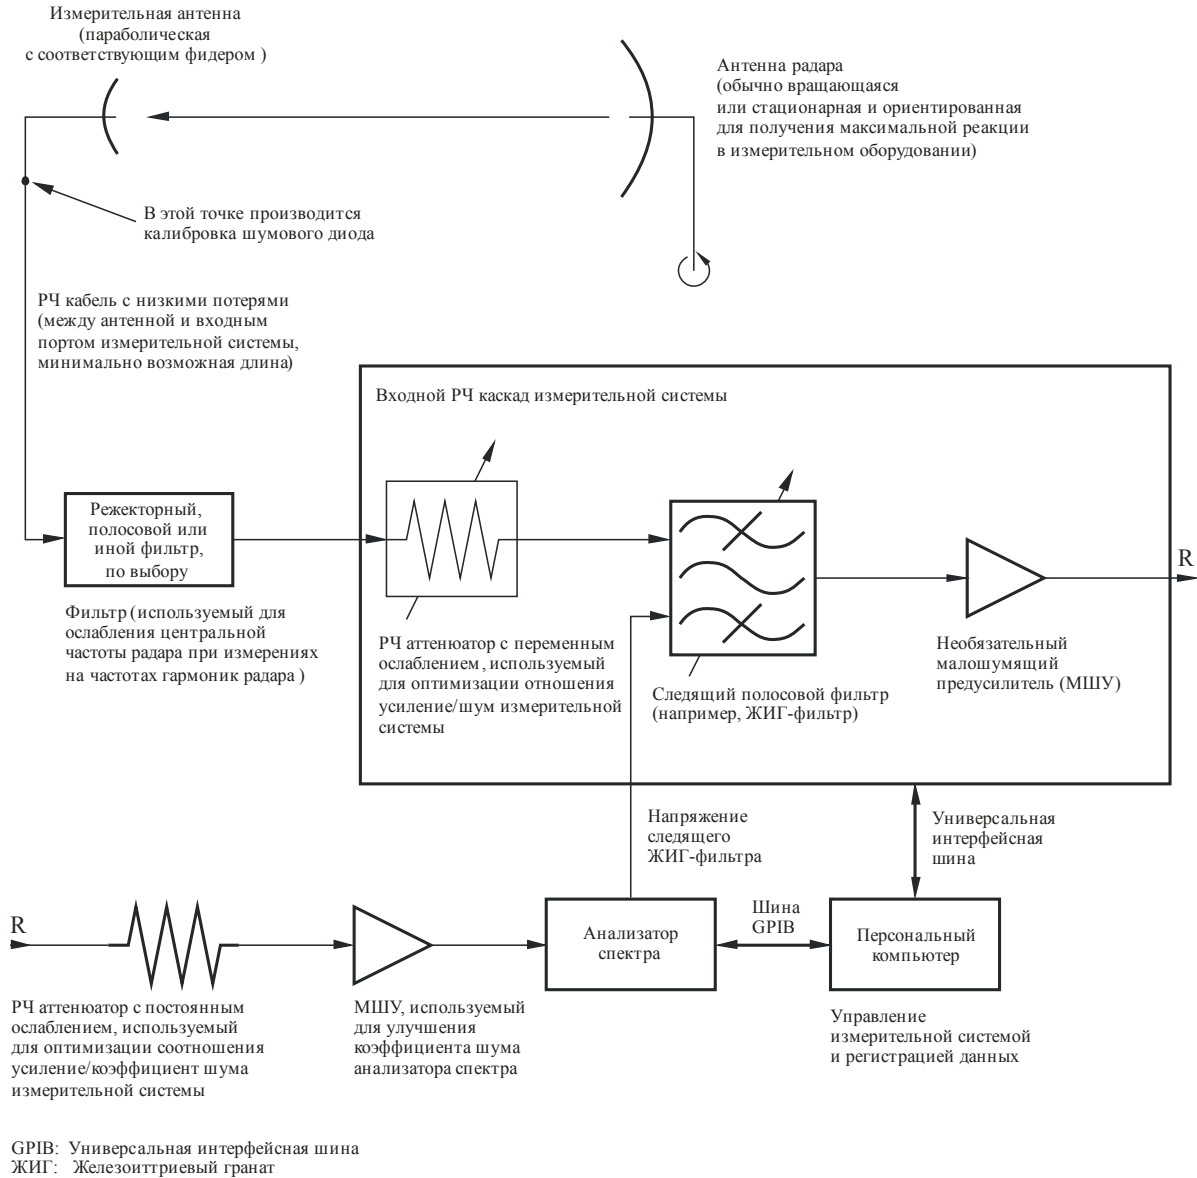 Измерительная антенна
(параболическая
с соответствующим фидером )
Антенна радара
(обычно вращающаяся
или стационарная и ориентированная
для получения максимальной реакции
в измерительном оборудовании)
В этой точке производится
калибровка шумового диода
РЧ кабель с низкими потерями
(между антенной и входным
портом измерительной системы,
минимально возможная длина)
Входной РЧ каскад измерительной системы
Режекторный,
полосовой или
иной фильтр,
по выбору
R
Фильтр (используемый для
ослабления центральной
частоты радара при измерениях
на частотах гармоник радара )
РЧ аттенюатор с переменным
ослаблением, используемый
для оптимизации отношения
усиление/шум измерительной
системы
Следящий полосовой фильтр
(например, ЖИГ-фильтр)
Необязательный
малошумящий
предусилитель (МШУ)
Напряжение
следящего
ЖИГ-фильтра
Универсальная
интерфейсная
шина
R
Анализатор
спектра
Шина
GPIB
Персональный
компьютер
РЧ аттенюатор с постоянным
ослаблением, используемый
для оптимизации соотношения
усиление/коэффициент шума
измерительной системы
МШУ, используемый
для улучшения
коэффициента шума
анализатора спектра
Управление
измерительной системой
и регистрацией данных
GPIB: Универсальная интерфейсная шина
ЖИГ: Железоиттриевый гранат